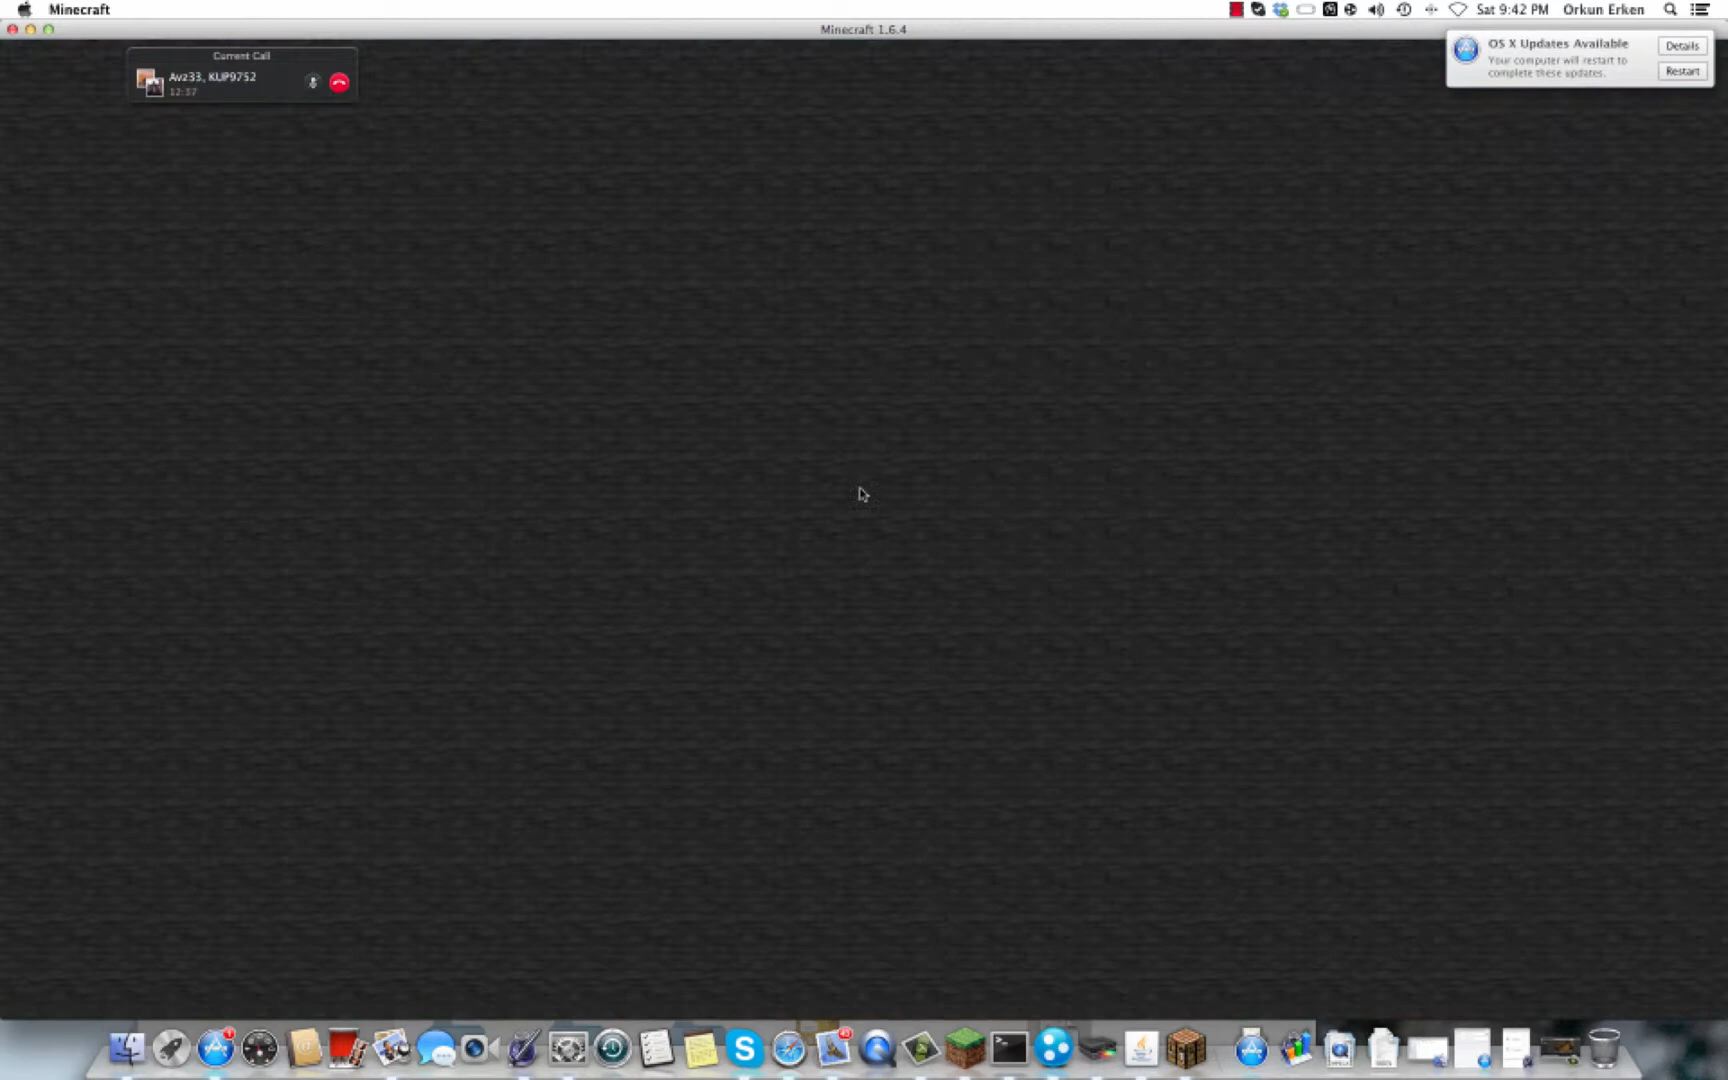 Minecraft
Sat 9:42 PM
Orkun Erken
Minecraft 1.6.4
Current Call
Avz33, KUP9752
12:37
OS X Updates Available
Details
Your computer will restart to
complete these updates.
Restart